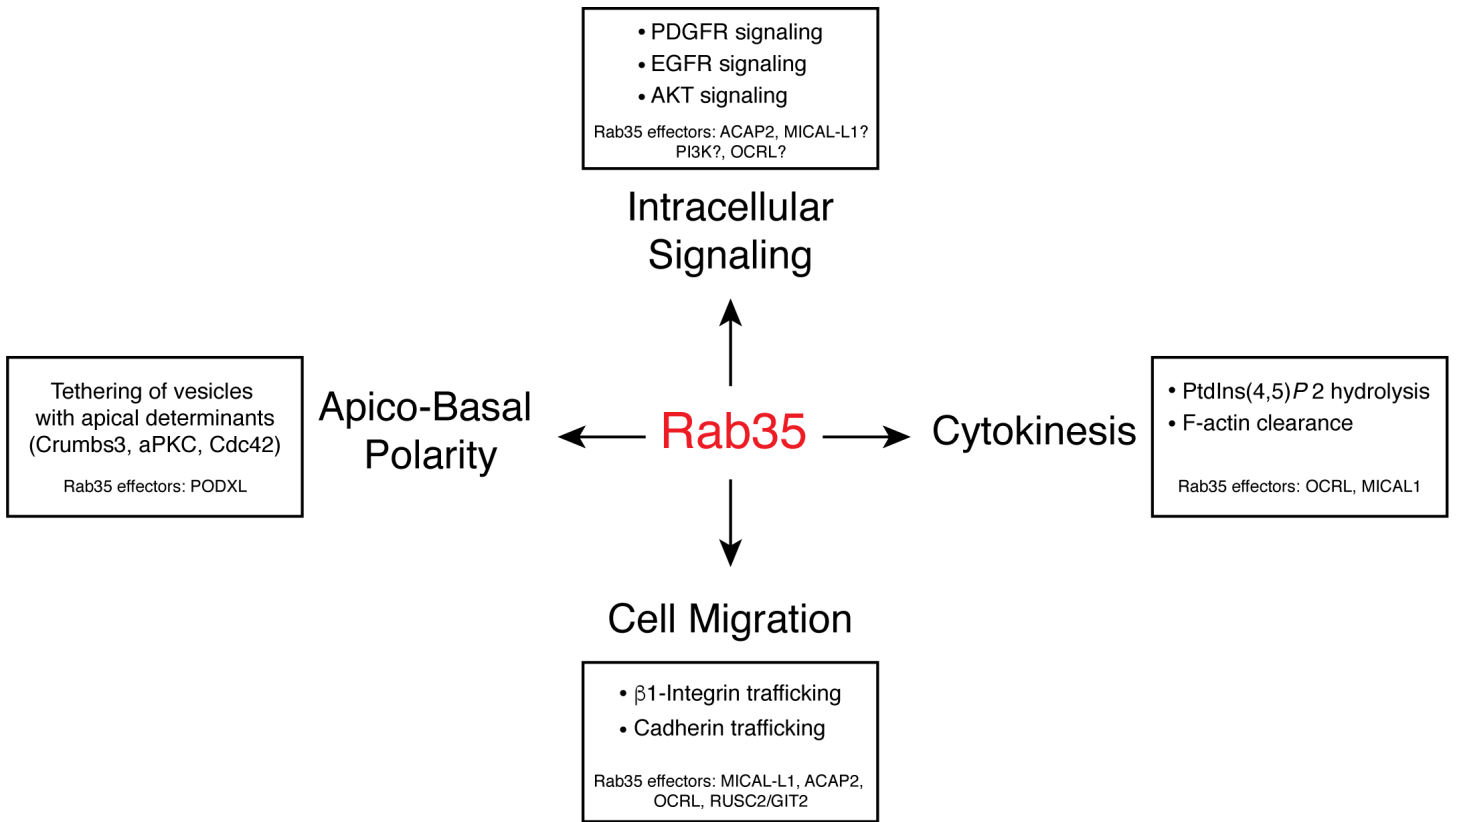 • PDGFR signaling
• EGFR signaling
• AKT signaling
Rab35 effectors: ACAP2, MICAL-L1?
PI3K?, OCRL?
Intracellular
Signaling
Tethering of vesicles
with apical determinants
(Crumbs3, aPKC, Cdc42)
Rab35 effectors: PODXL
Apico-Basal
Polarity
Rab35
Cytokinesis
• PtdIns(4,5)P 2 hydrolysis
• F-actin clearance
Rab35 effectors: OCRL, MICAL1
Cell Migration
• β1-Integrin trafficking
• Cadherin trafficking
Rab35 effectors: MICAL-L1, ACAP2,
OCRL, RUSC2/GIT2